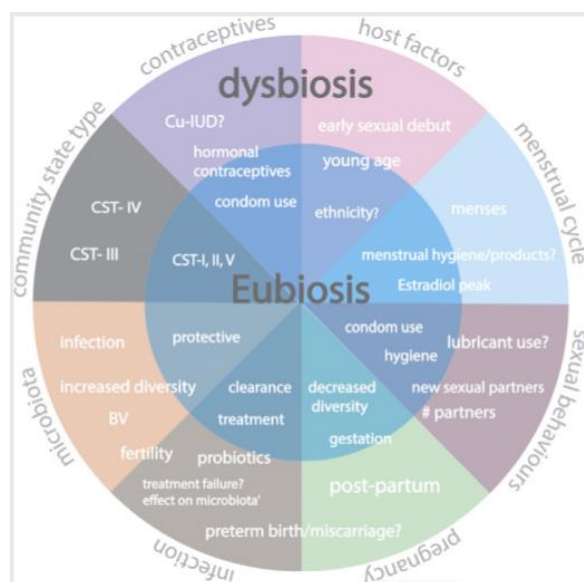 contraceptives
host factors
menstrual cycle
sexual behaviours
pregnancy
infection
microbiota
community state type
dysbiosis
Cu-IUD?
hormonal
contraceptives
condom use
early sexual debut
young age
ethnicity?
menses
menstrual hygiene/products?
Estradiol peak
CST- IV
CST- III
CST-I, II, V
Eubiosis
condom use
hygiene
lubricant use?
new sexual partners
# partners
protective
infection
increased diversity
BV
fertility
clearance
treatment
probiotics
treatment failure?
effect on microbiota'
decreased
diversity
gestation
post-partum
preterm birth/miscarriage?